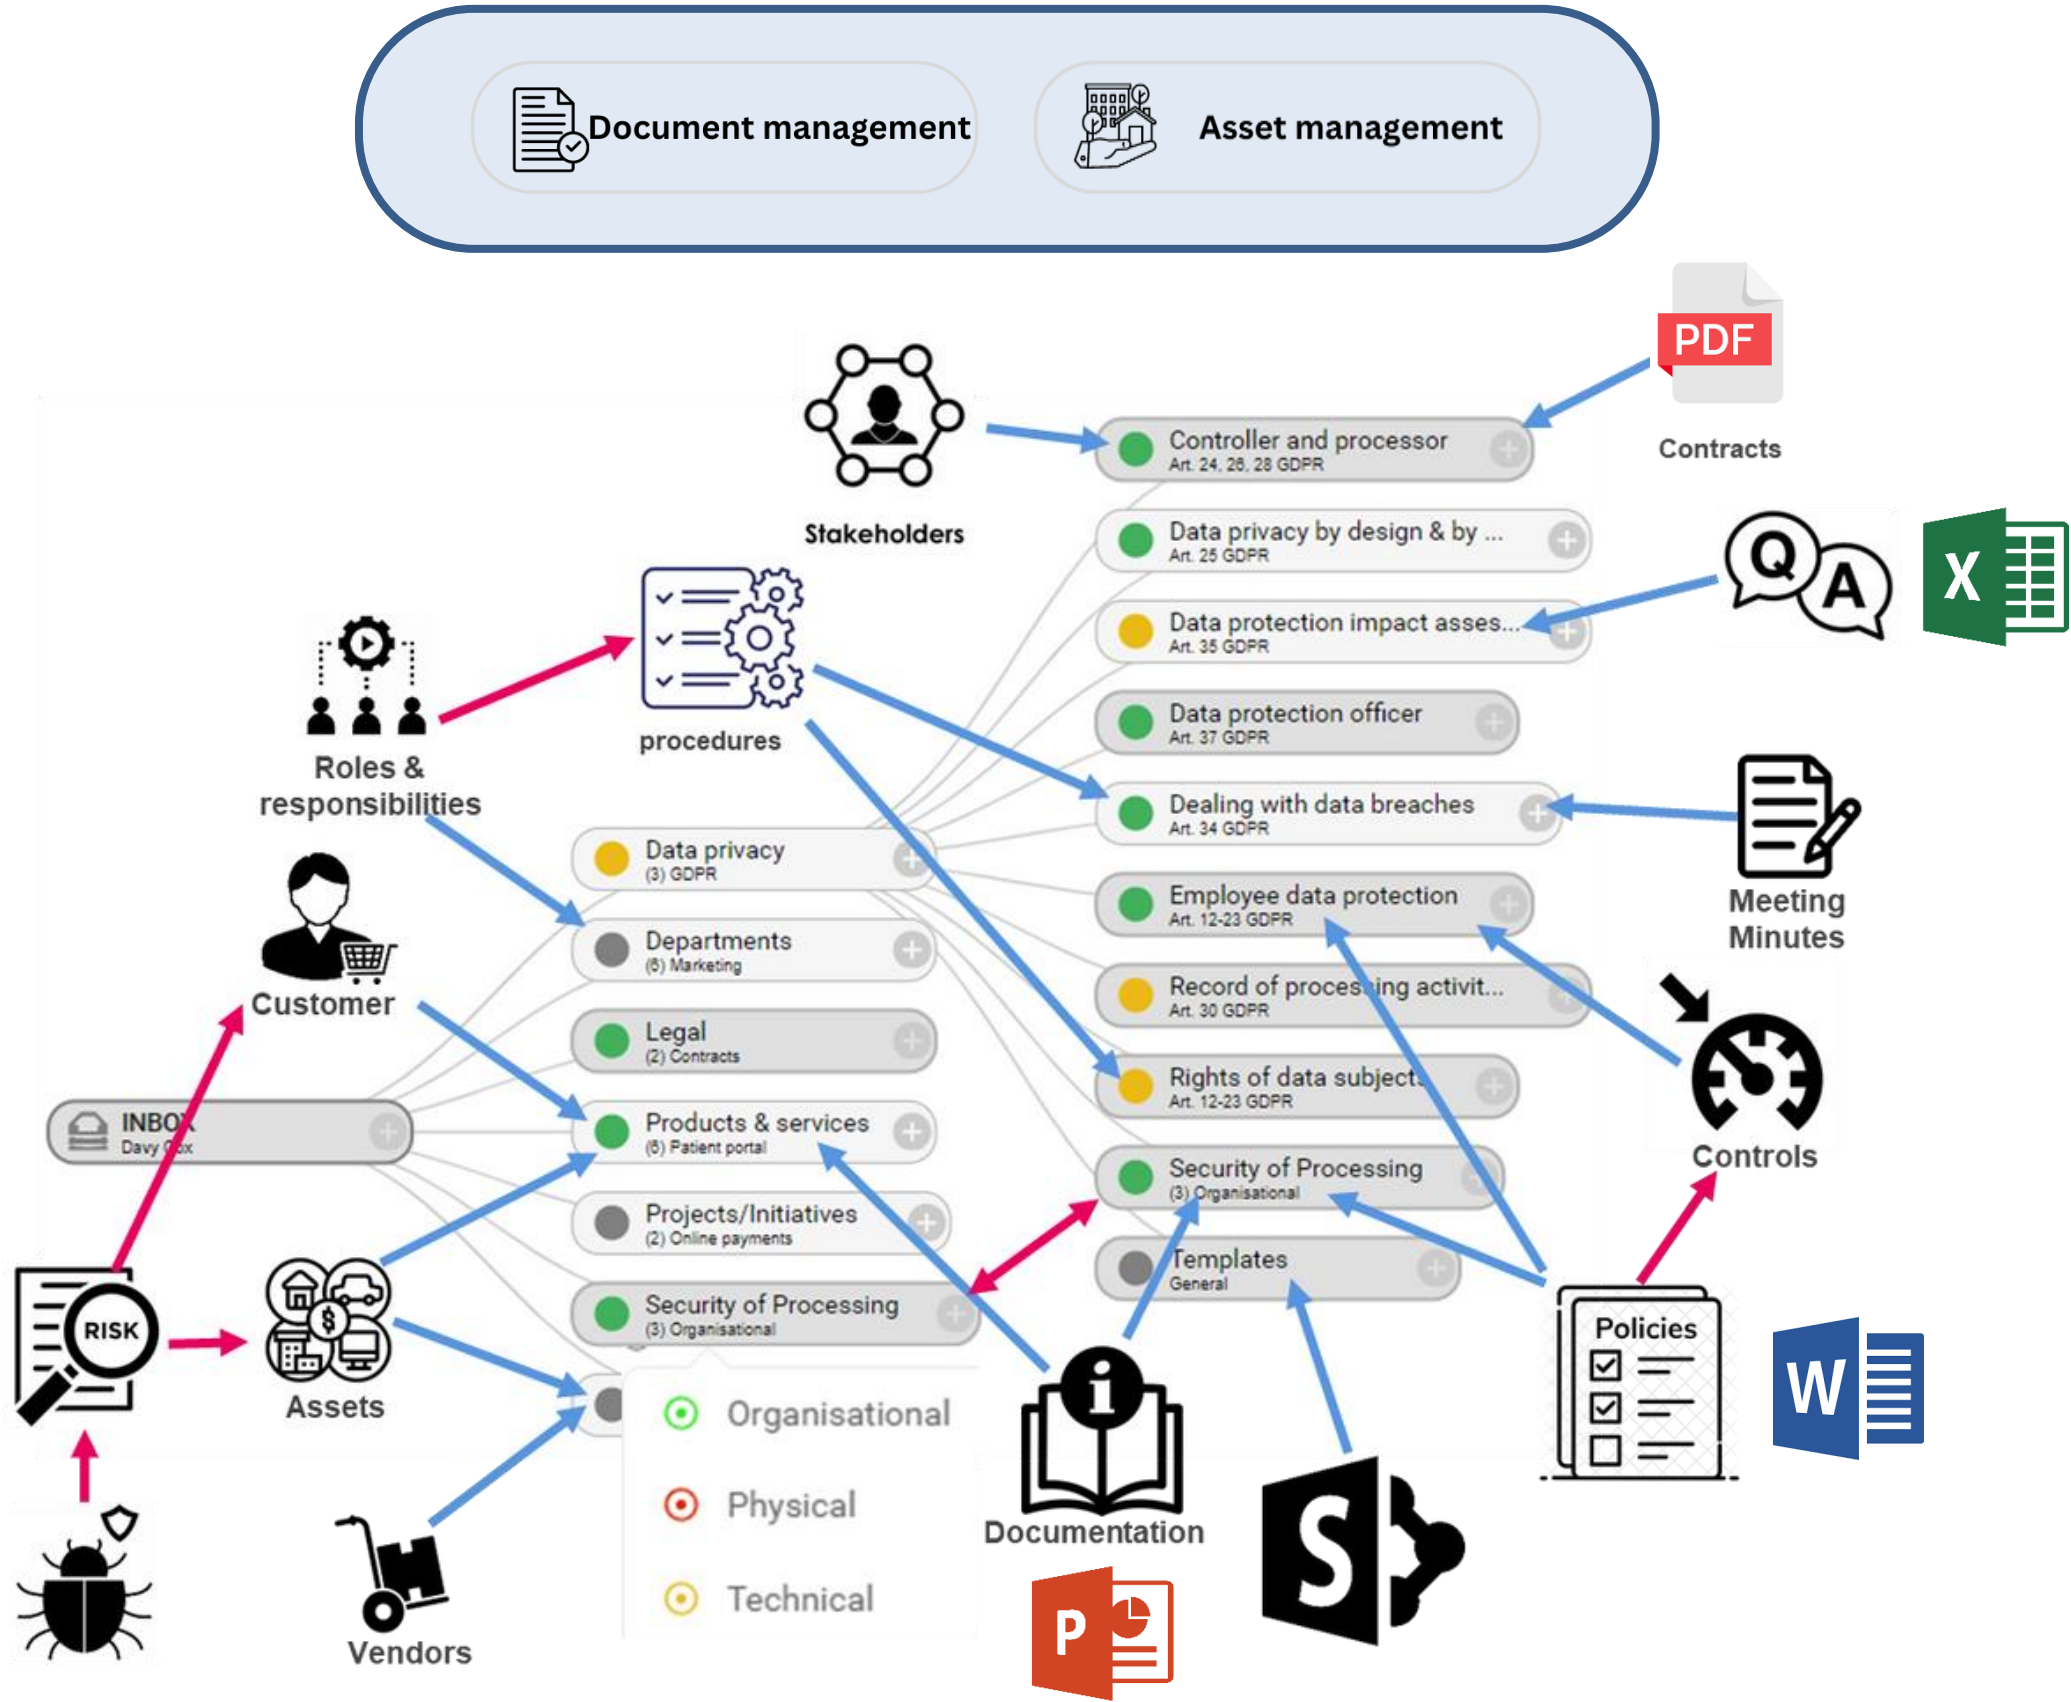 Document management
Asset management
PDF
Contracts
Stakeholders
Controller and processor
Art. 24, 26, 28 GDPR
Data privacy by design & by ...
Art. 25 GDPR
Q
A
X
Data protection impact asses...
Art. 35 GDPR
Data protection officer
Art. 37 GDPR
procedures
Roles &
responsibilities
Dealing with data breaches
Art. 34 GDPR
Meeting
Minutes
Data privacy
(3) GDPR
Employee data protection
Art. 12-23 GDPR
Departments
(6) Marketing
Customer
Record of processing activit...
Art. 30 GDPR
Legal
(2) Contracts
Rights of data subjects
Art. 12-23 GDPR
INBOX
Davy Cox
Products & services
(6) Patient portal
Controls
Security of Processing
(3) Organisational
Projects/Initiatives
(2) Online payments
Templates
General
Security of Processing
(3) Organisational
RISK
$
Assets
Policies
W
Organisational
Physical
Technical
i
Documentation
S
P
Vendors